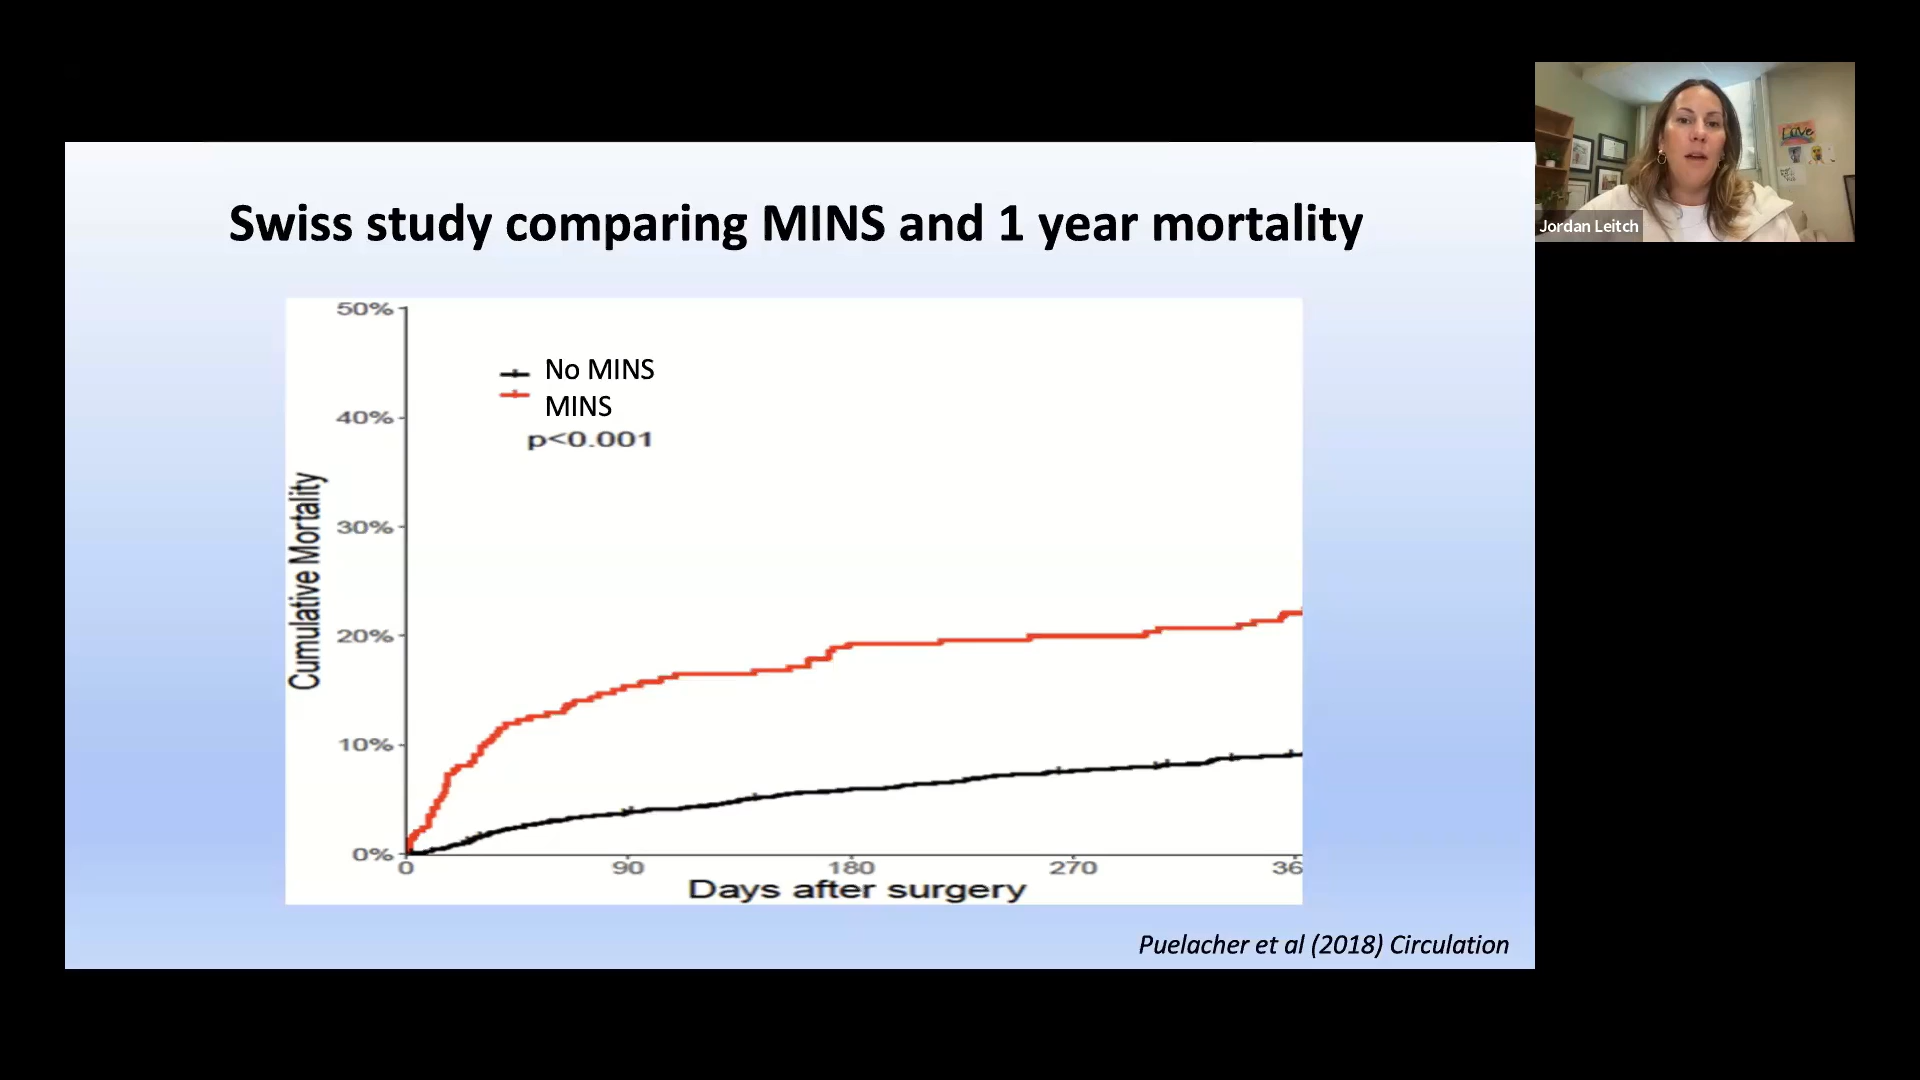 Swiss study comparing MINS and 1 year mortality
50%
40%
30%
20%
10%
0%
Cumulative Mortality
No MINS
MINS
p<0.001
0
90
180
270
36
Days after surgery
Puelacher et al (2018) Circulation
Love
Jordan Leitch